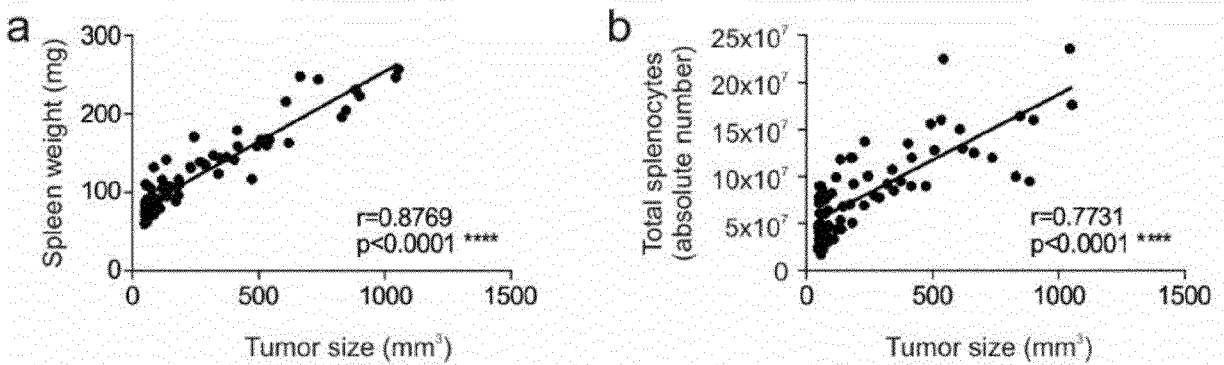 a
Spleen weight (mg)
300
200
100
0
r=0.8769
p<0.0001 ****
0 500 1000 1500
Tumor size (mm³)
b
Total splenocytes
(absolute number)
25x10⁷
20x10⁷
15x10⁷
10x10⁷
5x10⁷
0
r=0.7731
p<0.0001 ****
0 500 1000 1500
Tumor size (mm³)